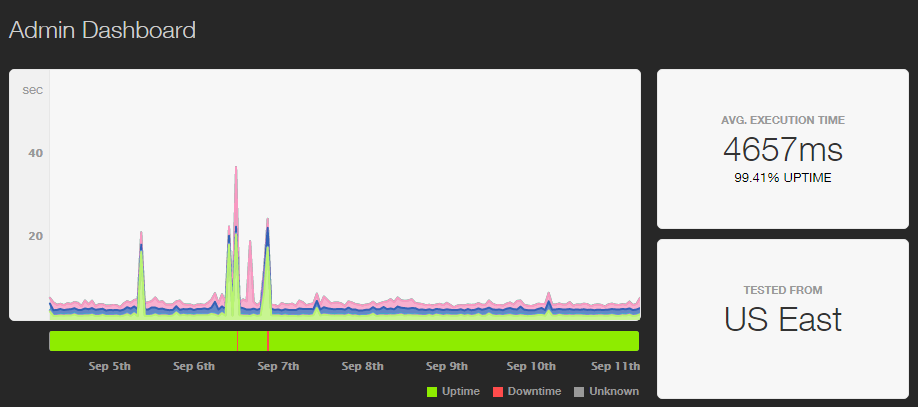 Admin Dashboard
sec
40
20
Sep 5th Sep 6th Sep 7th Sep 8th Sep 9th Sep 10th Sep 11th
Uptime Downtime Unknown
AVG. EXECUTION TIME
4657ms
99.41% UPTIME
TESTED FROM
US East